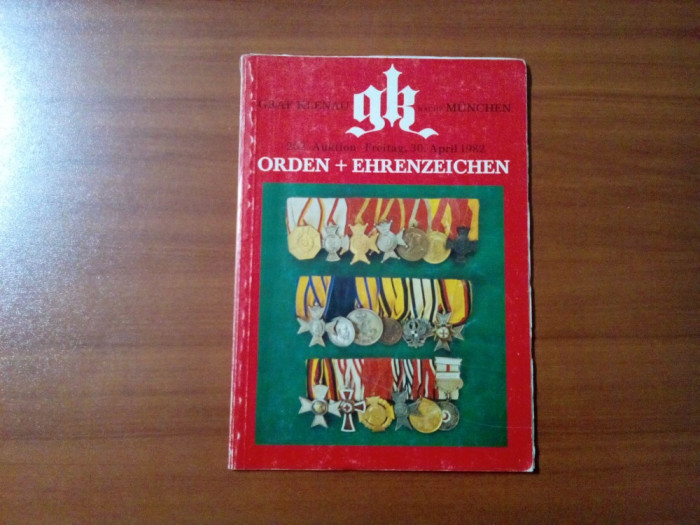 gk
GRAF KLENAU MÜNCHEN
Auktion Freitag, 30. April 1982
ORDEN + EHRENZEICHEN